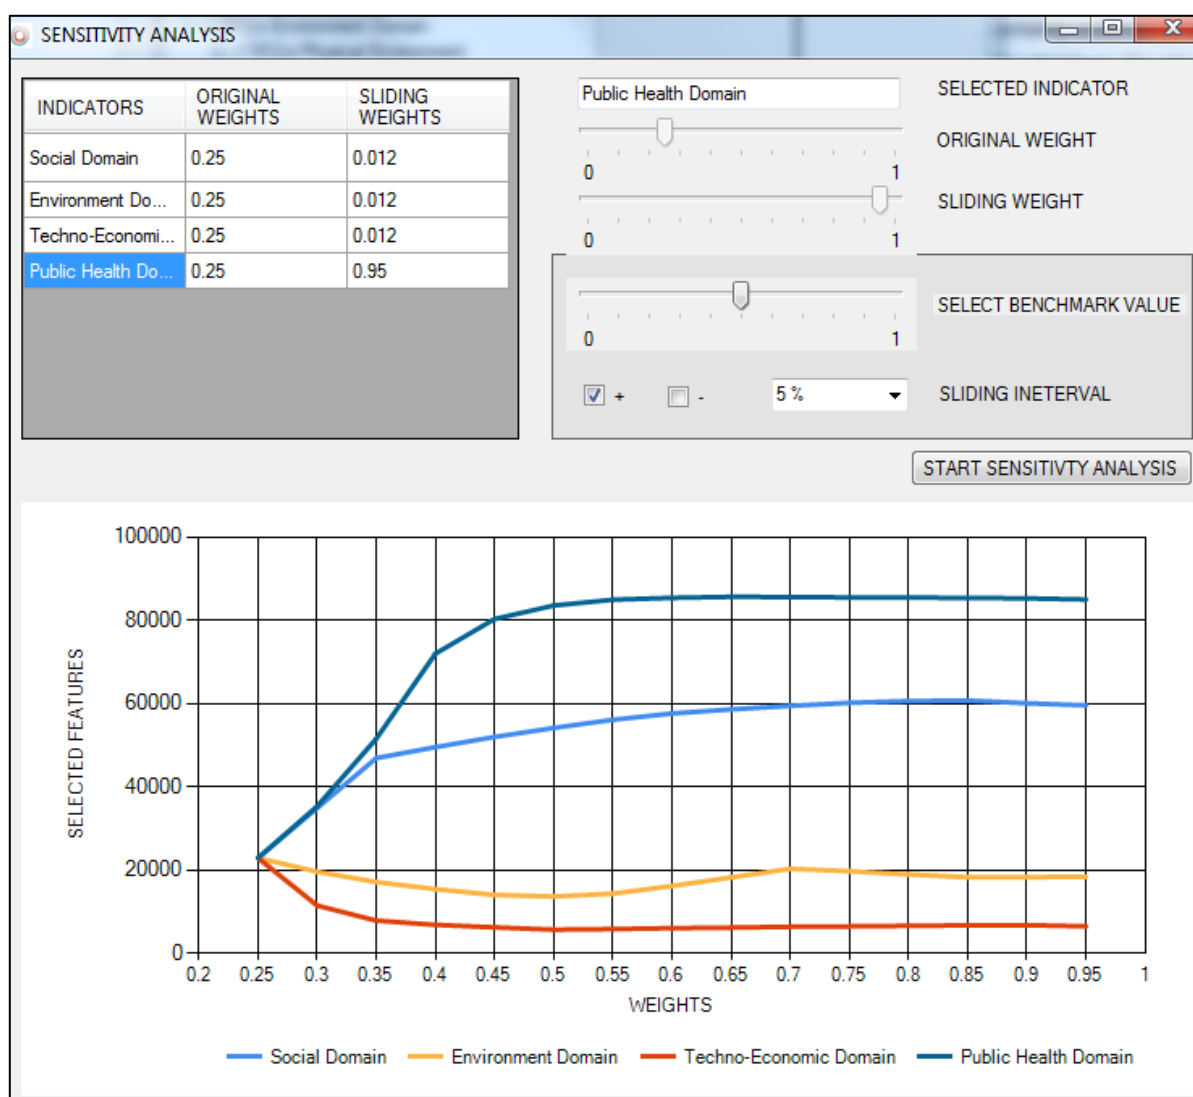 SENSITIVITY ANALYSIS
INDICATORS ORIGINAL WEIGHTS SLIDING WEIGHTS
Social Domain 0.25 0.012
Environment Do... 0.25 0.012
Techno-Economi... 0.25 0.012
Public Health Do... 0.25 0.95
Public Health Domain SELECTED INDICATOR
ORIGINAL WEIGHT
0 1
SLIDING WEIGHT
0 1
SELECT BENCHMARK VALUE
0 1
+ - 5 % SLIDING INETERVAL
START SENSITIVTY ANALYSIS
SELECTED FEATURES
100000
80000
60000
40000
20000
0
0.2 0.25 0.3 0.35 0.4 0.45 0.5 0.55 0.6 0.65 0.7 0.75 0.8 0.85 0.9 0.95 1
WEIGHTS
Social Domain Environment Domain Techno-Economic Domain Public Health Domain